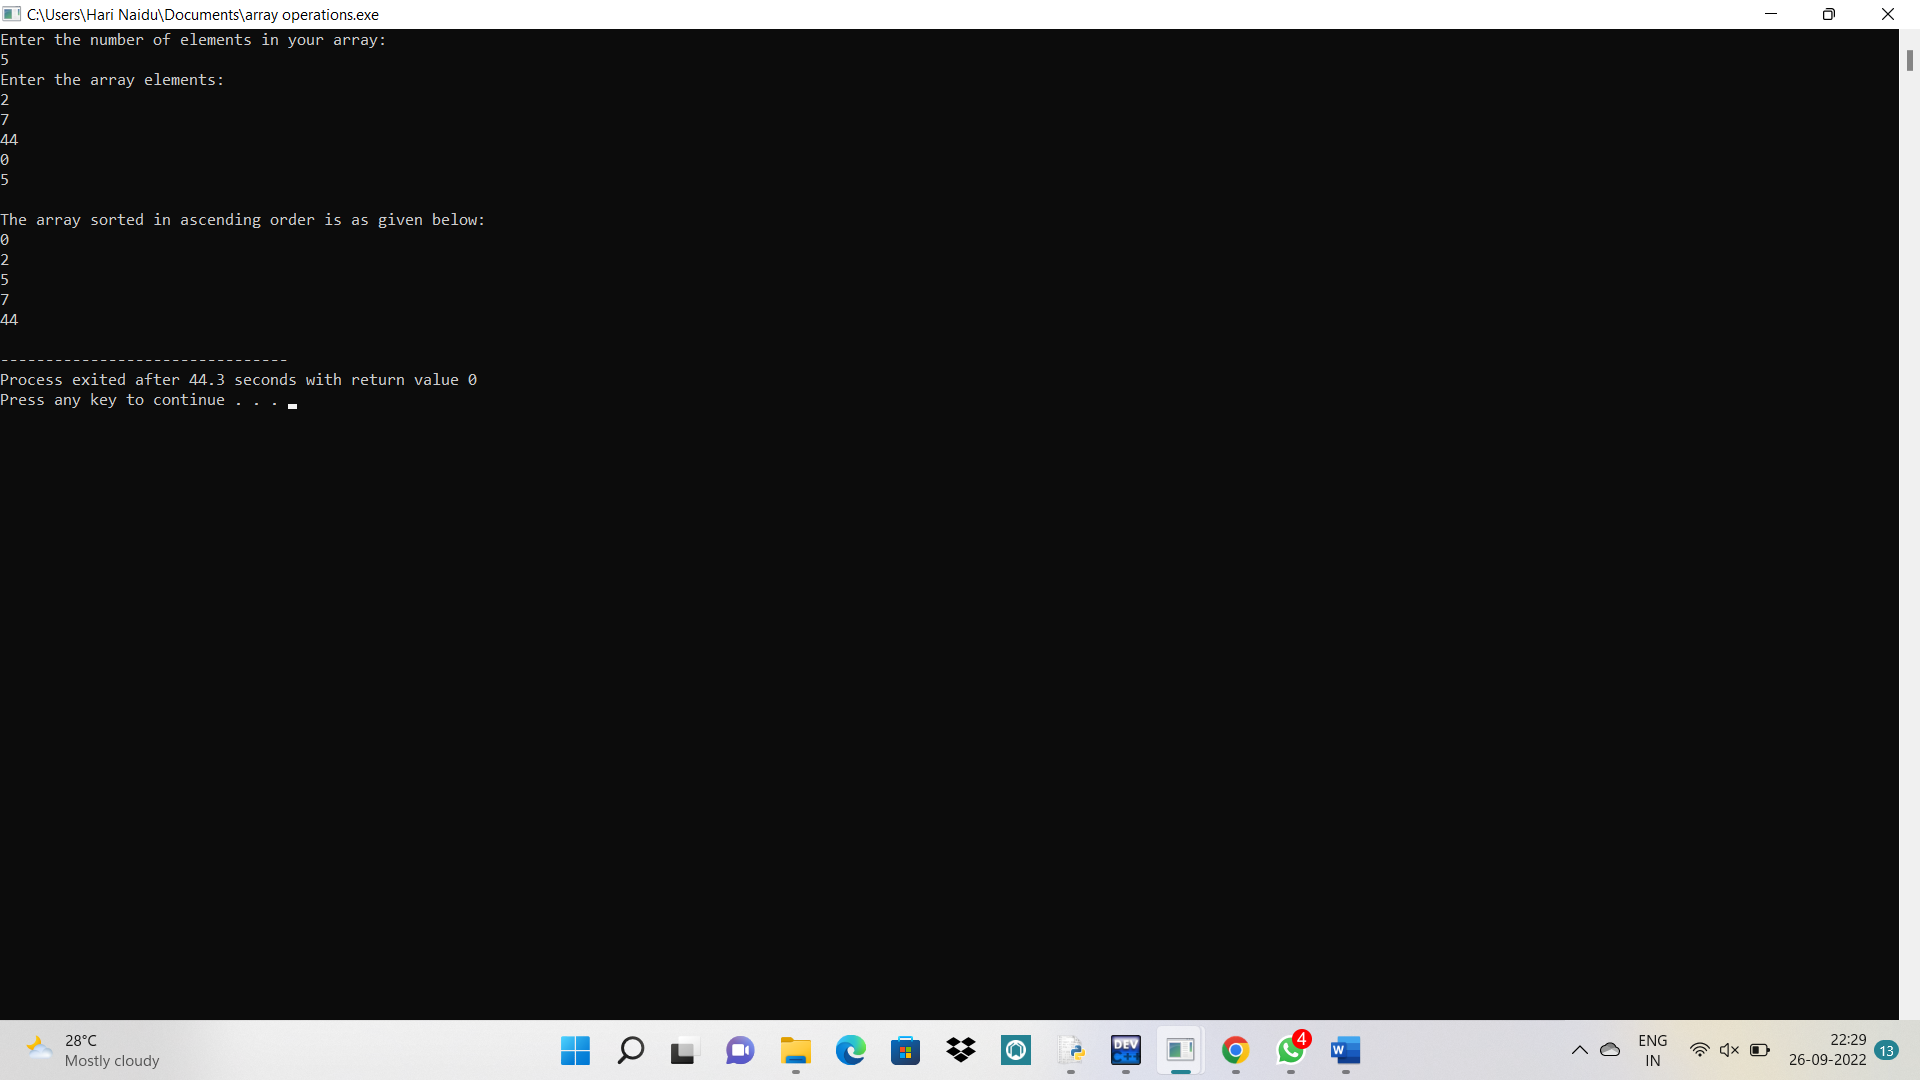 C:\Users\Hari Naidu\Documents\array operations.exe
Enter the number of elements in your array:
5
Enter the array elements:
2
7
44
0
5
The array sorted in ascending order is as given below:
0
2
5
7
44
--------------------------------
Process exited after 44.3 seconds with return value 0
Press any key to continue . . .
28°C
Mostly cloudy
DEV
C++
4
W
ENG
IN
22:29
26-09-2022
13